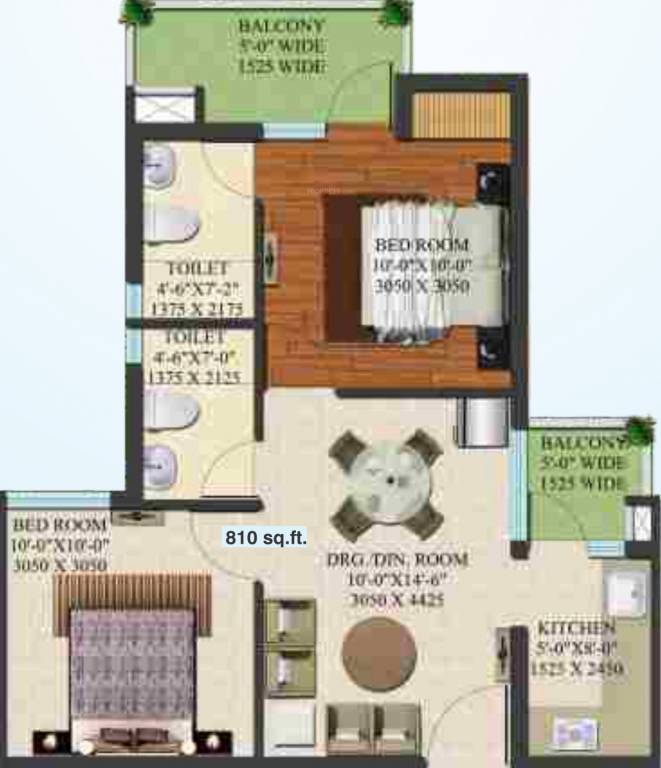 BALCONY
5'-0" WIDE
1525 WIDE
BED ROOM
10'-0"X10'-0"
3050 X 3050
TOILET
4'-6"X7'-2"
1375 X 2175
TOILET
4'-6"X7'-0"
1375 X 2125
BALCONY
5'-0" WIDE
1525 WIDE
BED ROOM
10'-0"X10'-0"
3050 X 3050
810 sq.ft.
DRG./DIN. ROOM
10'-0"X14'-6"
3050 X 4425
KITCHEN
5'-0"X8'-0"
1525 X 2450